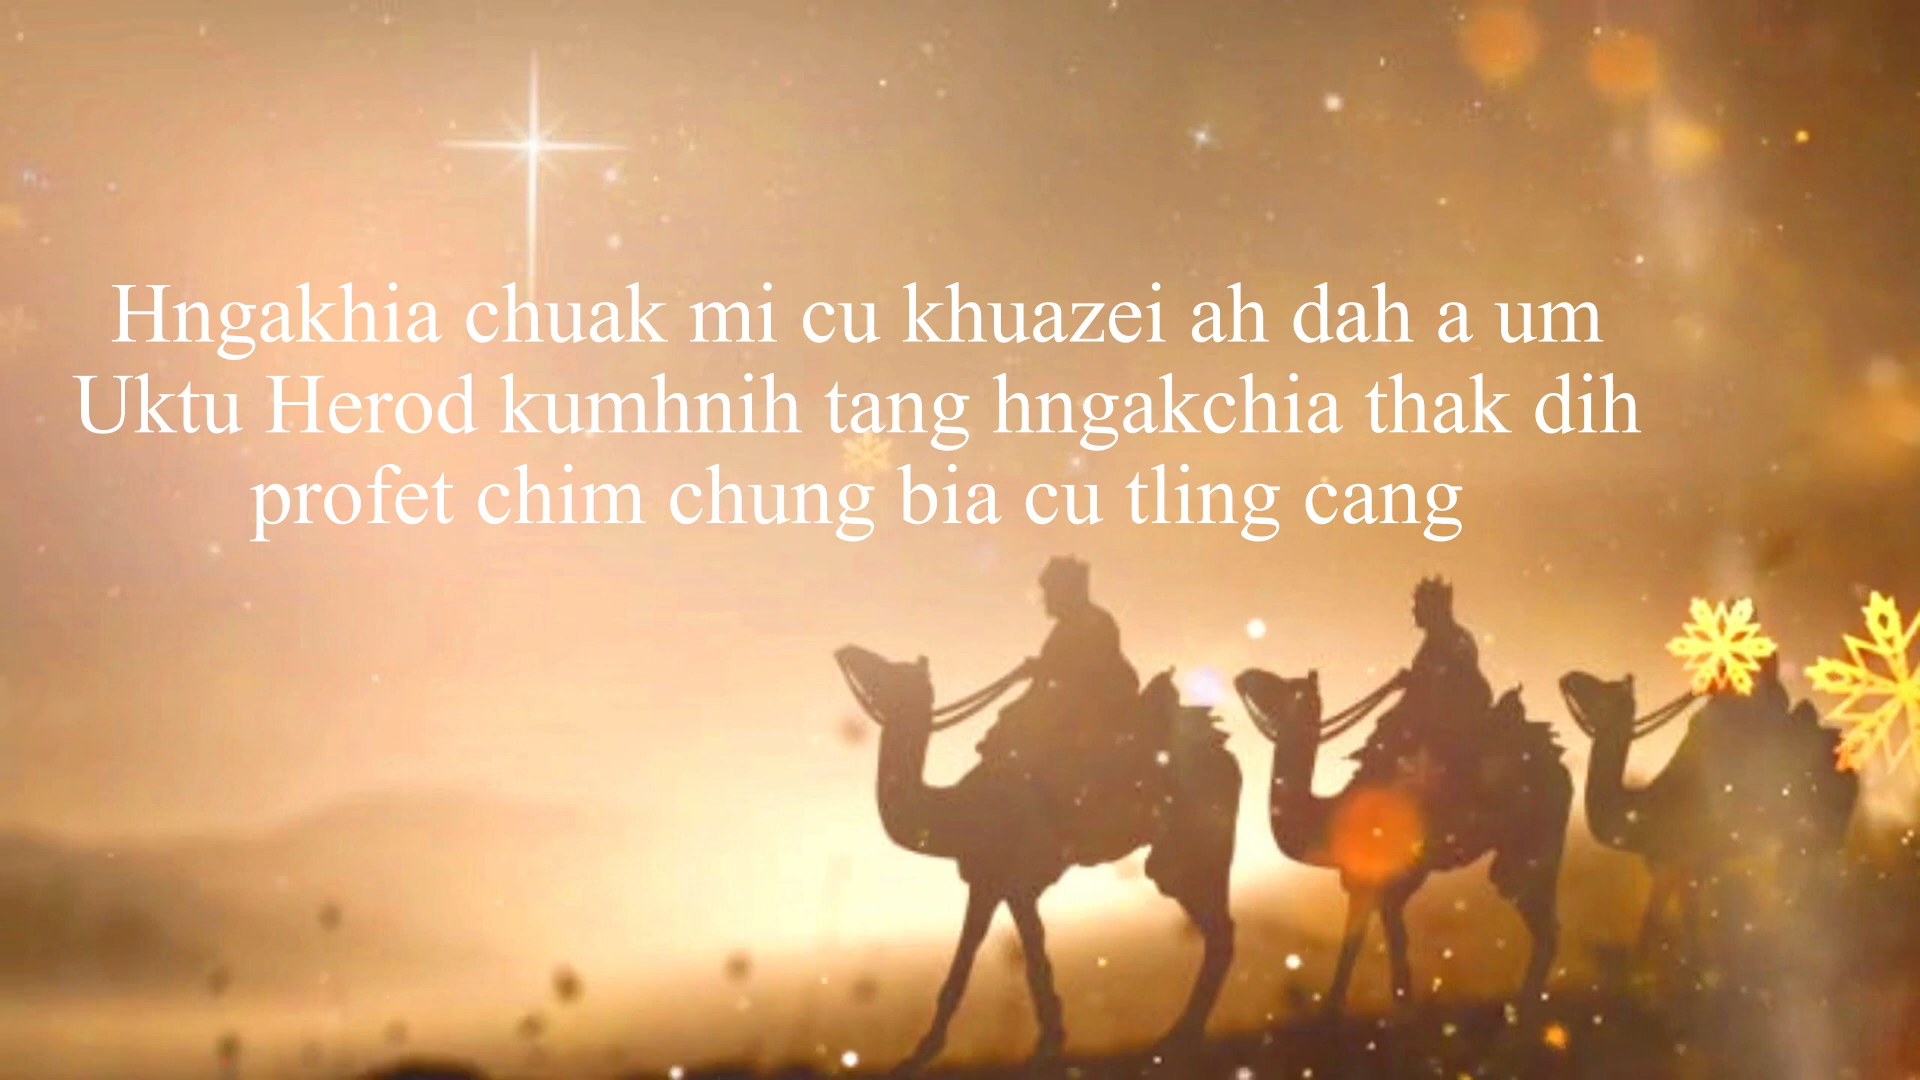 Hngakhia chuak mi cu khuazei ah dah a um
Uktu Herod kumhnih tang hngakchia thak dih
profet chim chung bia cu tling cang